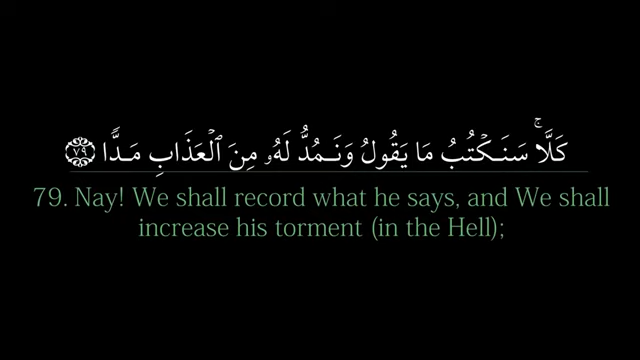 كَلَّاۚ سَنَكۡتُبُ مَا يَقُولُ وَنَمُدُّ لَهُۥ مِنَ ٱلۡعَذَابِ مَدّٗا ٧٩
79. Nay! We shall record what he says, and We shall
increase his torment (in the Hell);